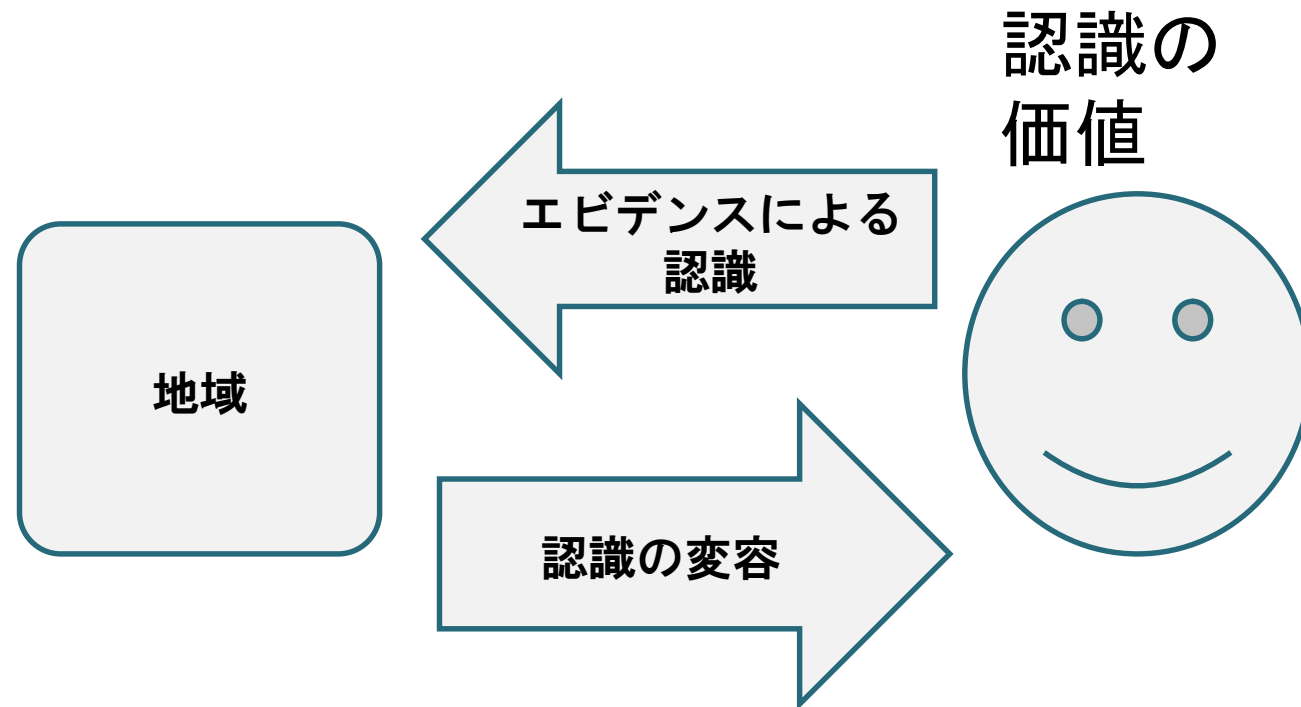 認識の
価値
エビデンスによる
認識
地域
認識の変容